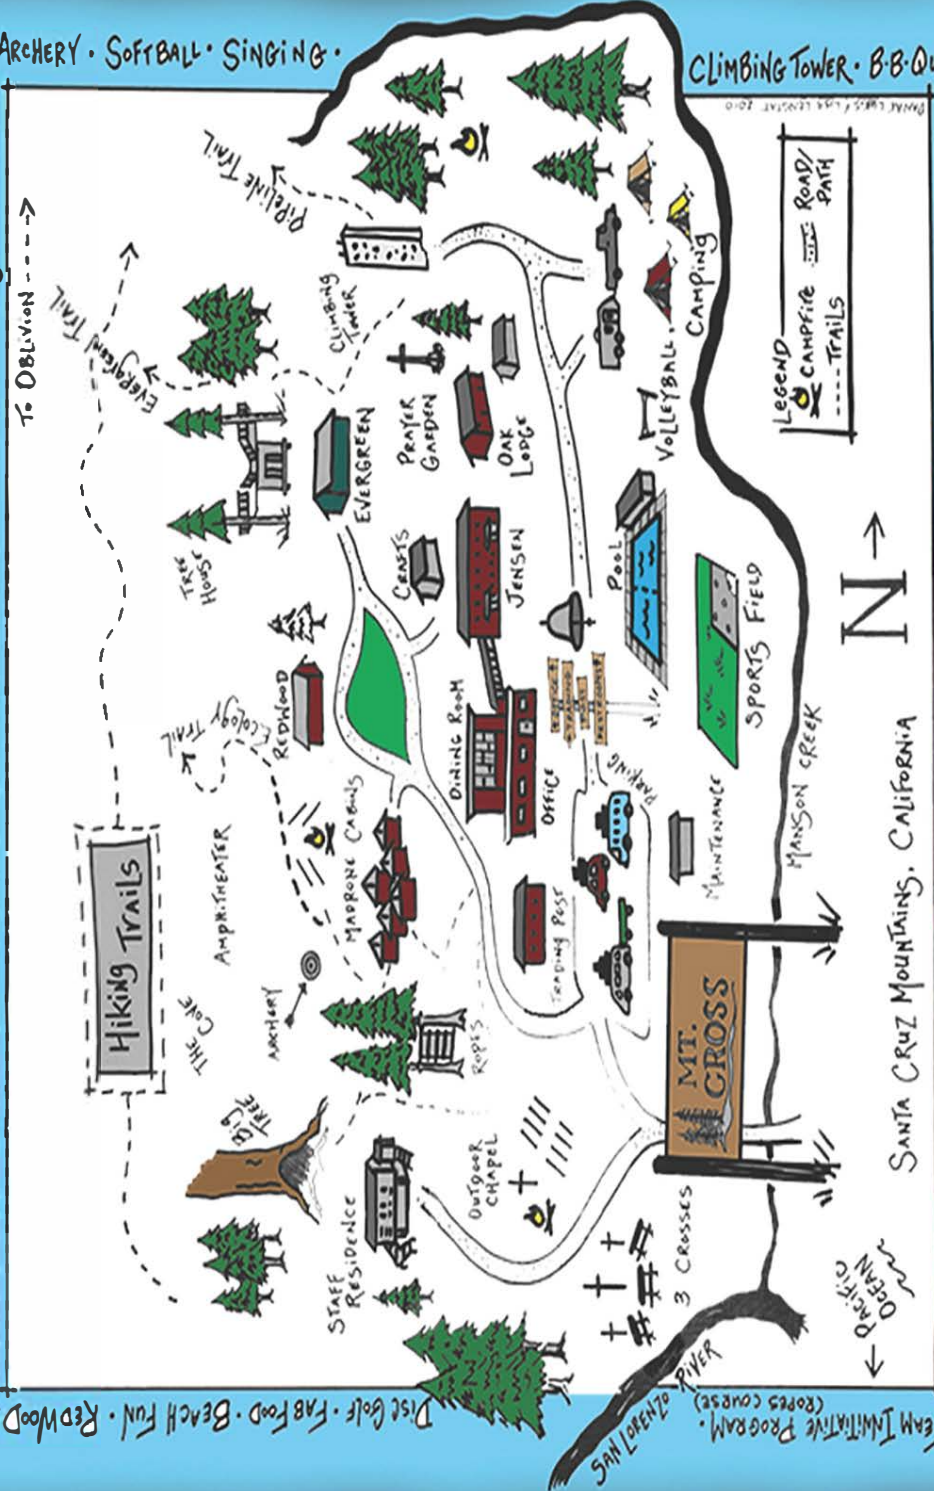 ARCHERY · SOFTBALL · SINGING ·
CLIMBING TOWER · B·B·Q
To OBLIVION
EVERGREEN TRAIL
PIPELINE TRAIL
HIKING TRAILS
TREE
HOUSE
CLIMBING
TOWER
EVERGREEN
PRAYER
GARDEN
OAK
LODGE
CRAFTS
JENSEN
REDWOOD
ECOLOGY
TRAIL
AMPHITHEATER
MADRONE CABINS
THE COVE
ARCHERY
BIG
TREE
STAFF
RESIDENCE
ROPES
OUTDOOR
CHAPEL
DINING ROOM
OFFICE
TRADING POST
PARKING
MAINTENANCE
POOL
SPORTS FIELD
VOLLEYBALL
CAMPING
MT.
CROSS
3 CROSSES
MANSON CREEK
SAN LORENZO RIVER
PACIFIC
OCEAN
N
SANTA CRUZ MOUNTAINS, CALIFORNIA
LEGEND
CAMPFIRE
ROAD/
PATH
TRAILS
DISC GOLF · FAB FOOD · BEACH FUN · REDWOOD
TEAM INITIATIVE PROGRAM ·
(ROPES COURSE)